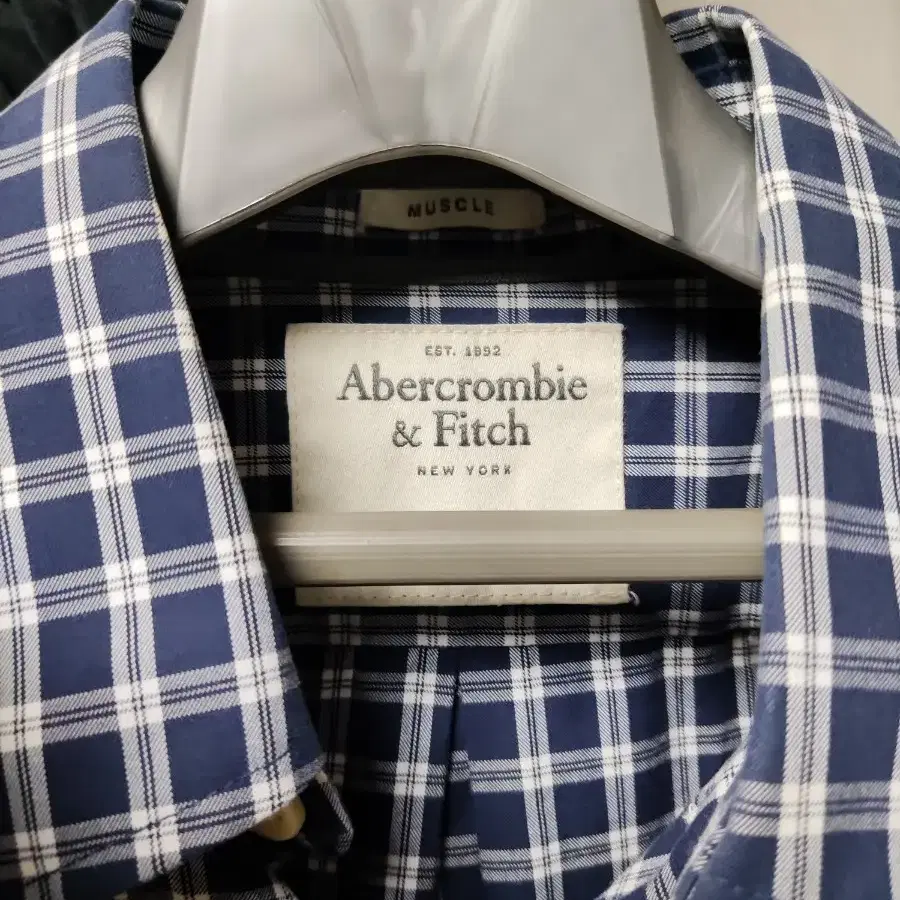 MUSCLE
EST. 1892
Abercrombie
& Fitch
NEW YORK